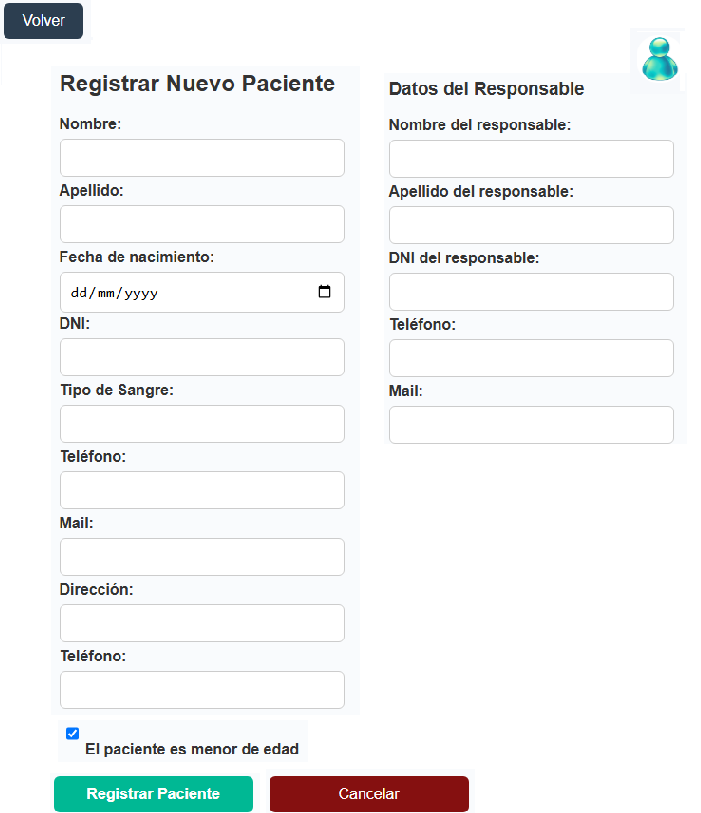 Volver
Registrar Nuevo Paciente
Nombre:
Apellido:
Fecha de nacimiento:
dd/mm/yyyy
DNI:
Tipo de Sangre:
Teléfono:
Mail:
Dirección:
Teléfono:
El paciente es menor de edad
Datos del Responsable
Nombre del responsable:
Apellido del responsable:
DNI del responsable:
Teléfono:
Mail:
Registrar Paciente
Cancelar